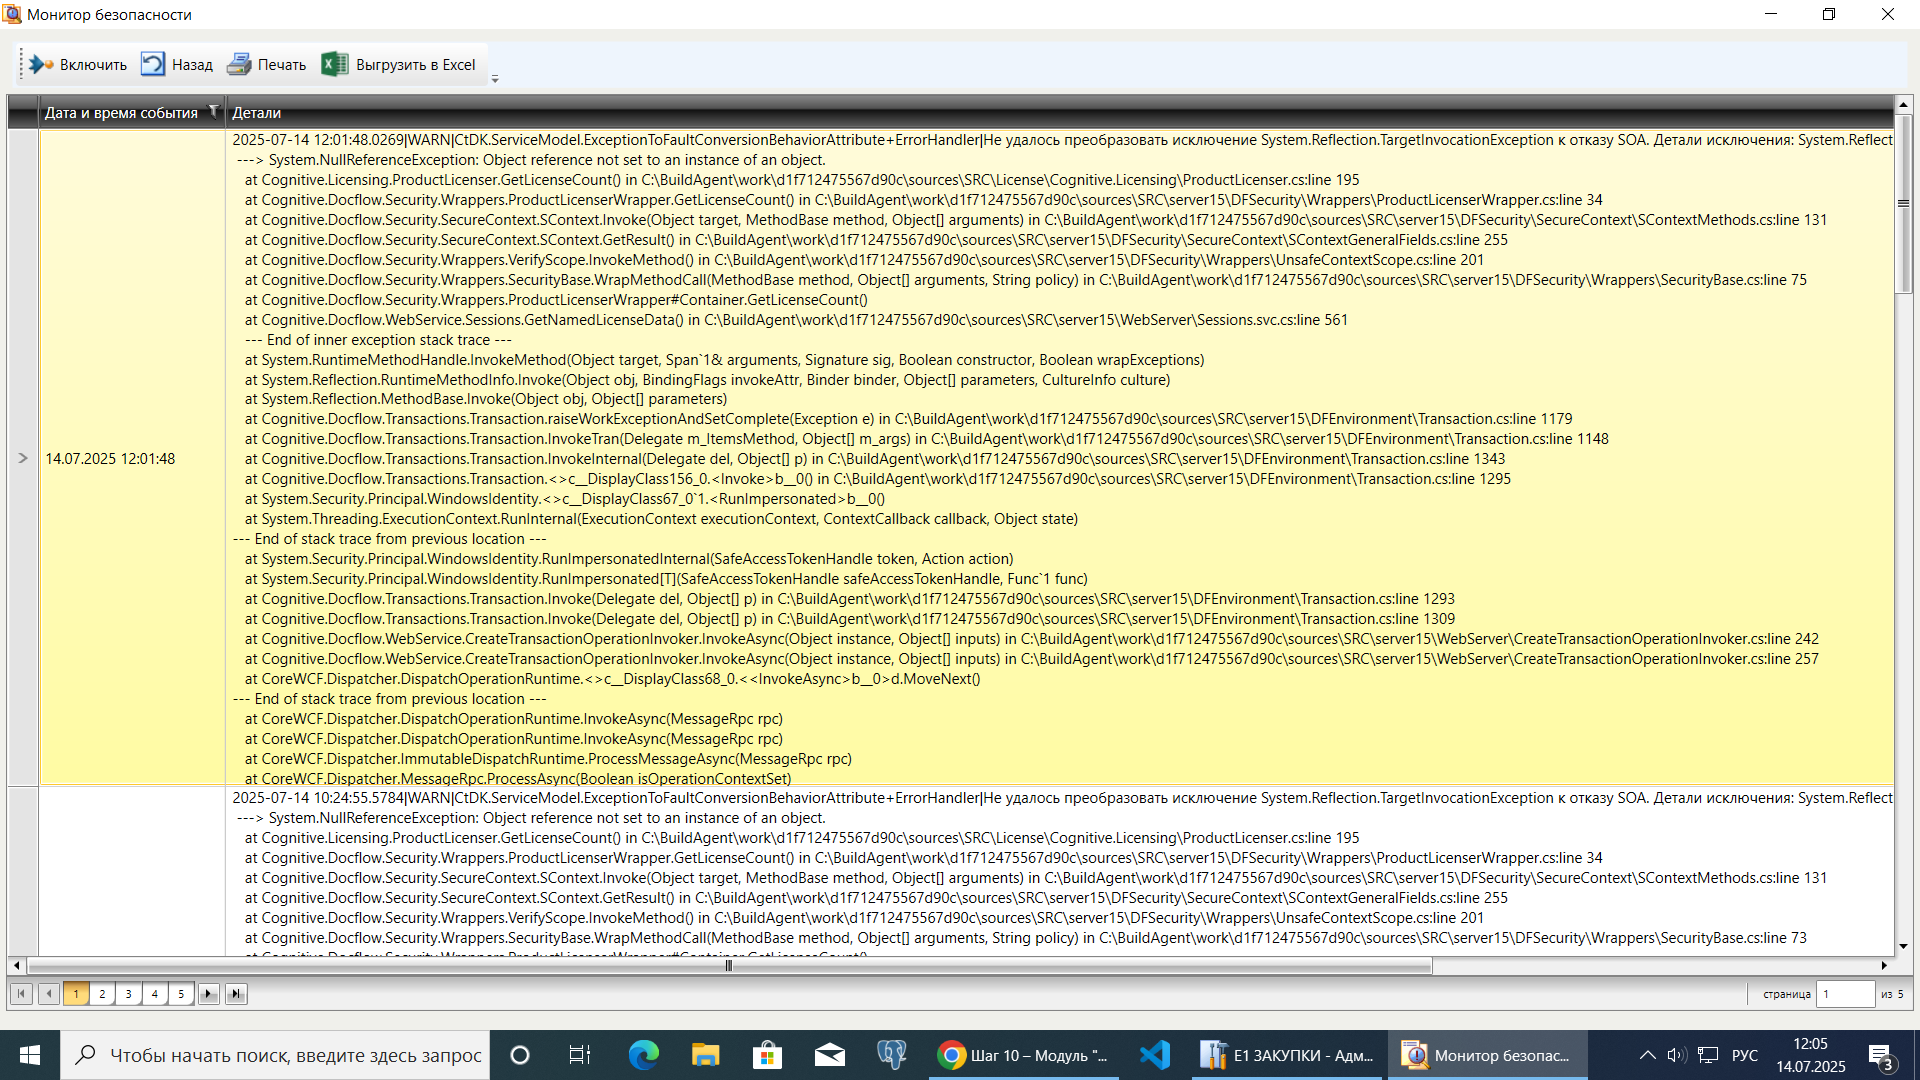 Монитор безопасности
Включить Назад Печать Выгрузить в Excel
Дата и время события Детали
2025-07-14 12:01:48.0269|WARN|CtDK.ServiceModel.ExceptionToFaultConversionBehaviorAttribute+ErrorHandler|Не удалось преобразовать исключение System.Reflection.TargetInvocationException к отказу SOA. Детали исключения: System.Reflect
---> System.NullReferenceException: Object reference not set to an instance of an object.
at Cognitive.Licensing.ProductLicenser.GetLicenseCount() in C:\BuildAgent\work\d1f712475567d90c\sources\SRC\License\Cognitive.Licensing\ProductLicenser.cs:line 195
at Cognitive.Docflow.Security.Wrappers.ProductLicenserWrapper.GetLicenseCount() in C:\BuildAgent\work\d1f712475567d90c\sources\SRC\server15\DFSecurity\Wrappers\ProductLicenserWrapper.cs:line 34
at Cognitive.Docflow.Security.SecureContext.SContext.Invoke(Object target, MethodBase method, Object[] arguments) in C:\BuildAgent\work\d1f712475567d90c\sources\SRC\server15\DFSecurity\SecureContext\SContextMethods.cs:line 131
at Cognitive.Docflow.Security.SecureContext.SContext.GetResult() in C:\BuildAgent\work\d1f712475567d90c\sources\SRC\server15\DFSecurity\SecureContext\SContextGeneralFields.cs:line 255
at Cognitive.Docflow.Security.Wrappers.VerifyScope.InvokeMethod() in C:\BuildAgent\work\d1f712475567d90c\sources\SRC\server15\DFSecurity\Wrappers\UnsafeContextScope.cs:line 201
at Cognitive.Docflow.Security.Wrappers.SecurityBase.WrapMethodCall(MethodBase method, Object[] arguments, String policy) in C:\BuildAgent\work\d1f712475567d90c\sources\SRC\server15\DFSecurity\Wrappers\SecurityBase.cs:line 75
at Cognitive.Docflow.Security.Wrappers.ProductLicenserWrapper#Container.GetLicenseCount()
at Cognitive.Docflow.WebService.Sessions.GetNamedLicenseData() in C:\BuildAgent\work\d1f712475567d90c\sources\SRC\server15\WebServer\Sessions.svc.cs:line 561
--- End of inner exception stack trace ---
at System.RuntimeMethodHandle.InvokeMethod(Object target, Span`1& arguments, Signature sig, Boolean constructor, Boolean wrapExceptions)
at System.Reflection.RuntimeMethodInfo.Invoke(Object obj, BindingFlags invokeAttr, Binder binder, Object[] parameters, CultureInfo culture)
at System.Reflection.MethodBase.Invoke(Object obj, Object[] parameters)
at Cognitive.Docflow.Transactions.Transaction.raiseWorkExceptionAndSetComplete(Exception e) in C:\BuildAgent\work\d1f712475567d90c\sources\SRC\server15\DFEnvironment\Transaction.cs:line 1179
at Cognitive.Docflow.Transactions.Transaction.InvokeTran(Delegate m_ItemsMethod, Object[] m_args) in C:\BuildAgent\work\d1f712475567d90c\sources\SRC\server15\DFEnvironment\Transaction.cs:line 1148
14.07.2025 12:01:48 at Cognitive.Docflow.Transactions.Transaction.InvokeInternal(Delegate del, Object[] p) in C:\BuildAgent\work\d1f712475567d90c\sources\SRC\server15\DFEnvironment\Transaction.cs:line 1343
at Cognitive.Docflow.Transactions.Transaction.<>c__DisplayClass156_0.<Invoke>b__0() in C:\BuildAgent\work\d1f712475567d90c\sources\SRC\server15\DFEnvironment\Transaction.cs:line 1295
at System.Security.Principal.WindowsIdentity.<>c__DisplayClass67_0`1.<RunImpersonated>b__0()
at System.Threading.ExecutionContext.RunInternal(ExecutionContext executionContext, ContextCallback callback, Object state)
--- End of stack trace from previous location ---
at System.Security.Principal.WindowsIdentity.RunImpersonatedInternal(SafeAccessTokenHandle token, Action action)
at System.Security.Principal.WindowsIdentity.RunImpersonated[T](SafeAccessTokenHandle safeAccessTokenHandle, Func`1 func)
at Cognitive.Docflow.Transactions.Transaction.Invoke(Delegate del, Object[] p) in C:\BuildAgent\work\d1f712475567d90c\sources\SRC\server15\DFEnvironment\Transaction.cs:line 1293
at Cognitive.Docflow.Transactions.Transaction.Invoke(Delegate del, Object[] p) in C:\BuildAgent\work\d1f712475567d90c\sources\SRC\server15\DFEnvironment\Transaction.cs:line 1309
at Cognitive.Docflow.WebService.CreateTransactionOperationInvoker.InvokeAsync(Object instance, Object[] inputs) in C:\BuildAgent\work\d1f712475567d90c\sources\SRC\server15\WebServer\CreateTransactionOperationInvoker.cs:line 242
at Cognitive.Docflow.WebService.CreateTransactionOperationInvoker.InvokeAsync(Object instance, Object[] inputs) in C:\BuildAgent\work\d1f712475567d90c\sources\SRC\server15\WebServer\CreateTransactionOperationInvoker.cs:line 257
at CoreWCF.Dispatcher.DispatchOperationRuntime.<>c__DisplayClass68_0.<<InvokeAsync>b__0>d.MoveNext()
--- End of stack trace from previous location ---
at CoreWCF.Dispatcher.DispatchOperationRuntime.InvokeAsync(MessageRpc rpc)
at CoreWCF.Dispatcher.DispatchOperationRuntime.InvokeAsync(MessageRpc rpc)
at CoreWCF.Dispatcher.ImmutableDispatchRuntime.ProcessMessageAsync(MessageRpc rpc)
at CoreWCF.Dispatcher.MessageRpc.ProcessAsync(Boolean isOperationContextSet)
2025-07-14 10:24:55.5784|WARN|CtDK.ServiceModel.ExceptionToFaultConversionBehaviorAttribute+ErrorHandler|Не удалось преобразовать исключение System.Reflection.TargetInvocationException к отказу SOA. Детали исключения: System.Reflect
---> System.NullReferenceException: Object reference not set to an instance of an object.
at Cognitive.Licensing.ProductLicenser.GetLicenseCount() in C:\BuildAgent\work\d1f712475567d90c\sources\SRC\License\Cognitive.Licensing\ProductLicenser.cs:line 195
at Cognitive.Docflow.Security.Wrappers.ProductLicenserWrapper.GetLicenseCount() in C:\BuildAgent\work\d1f712475567d90c\sources\SRC\server15\DFSecurity\Wrappers\ProductLicenserWrapper.cs:line 34
at Cognitive.Docflow.Security.SecureContext.SContext.Invoke(Object target, MethodBase method, Object[] arguments) in C:\BuildAgent\work\d1f712475567d90c\sources\SRC\server15\DFSecurity\SecureContext\SContextMethods.cs:line 131
at Cognitive.Docflow.Security.SecureContext.SContext.GetResult() in C:\BuildAgent\work\d1f712475567d90c\sources\SRC\server15\DFSecurity\SecureContext\SContextGeneralFields.cs:line 255
at Cognitive.Docflow.Security.Wrappers.VerifyScope.InvokeMethod() in C:\BuildAgent\work\d1f712475567d90c\sources\SRC\server15\DFSecurity\Wrappers\UnsafeContextScope.cs:line 201
at Cognitive.Docflow.Security.Wrappers.SecurityBase.WrapMethodCall(MethodBase method, Object[] arguments, String policy) in C:\BuildAgent\work\d1f712475567d90c\sources\SRC\server15\DFSecurity\Wrappers\SecurityBase.cs:line 73
1 2 3 4 5 страница 1 из 5
Чтобы начать поиск, введите здесь запрос Шаг 10 – Модуль "... Е1 ЗАКУПКИ - Адм... Монитор безопас... РУС 12:05
14.07.2025 3